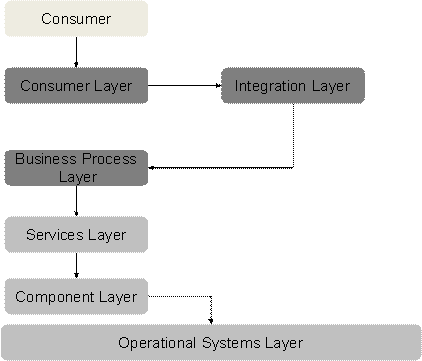 Consumer
Consumer Layer
Integration Layer
Business Process
Layer
Services Layer
Component Layer
Operational Systems Layer